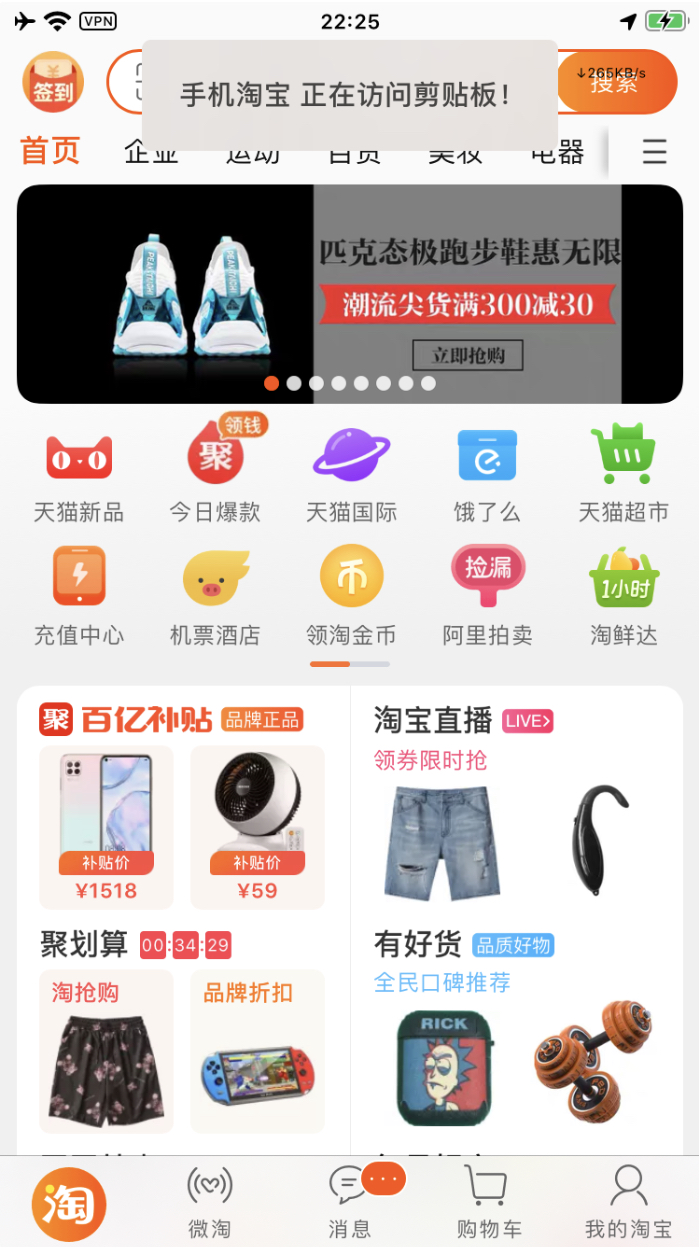 VPN
22:25
签到
手机淘宝 正在访问剪贴板！
↓265KB/s
搜索
首页
企业
运动
百货
美妆
电器
PEAK TAICHI
PEAK TAICHI
匹克态极跑步鞋惠无限
潮流尖货满300减30
立即抢购
领钱
聚
天猫新品
今日爆款
天猫国际
饿了么
天猫超市
币
捡漏
1小时
充值中心
机票酒店
领淘金币
阿里拍卖
淘鲜达
聚 百亿补贴 品牌正品
淘宝直播 LIVE>
领券限时抢
补贴价
¥1518
补贴价
¥59
聚划算 00:34:29
有好货 品质好物
淘抢购
品牌折扣
全民口碑推荐
RICK
淘
微淘
消息
购物车
我的淘宝